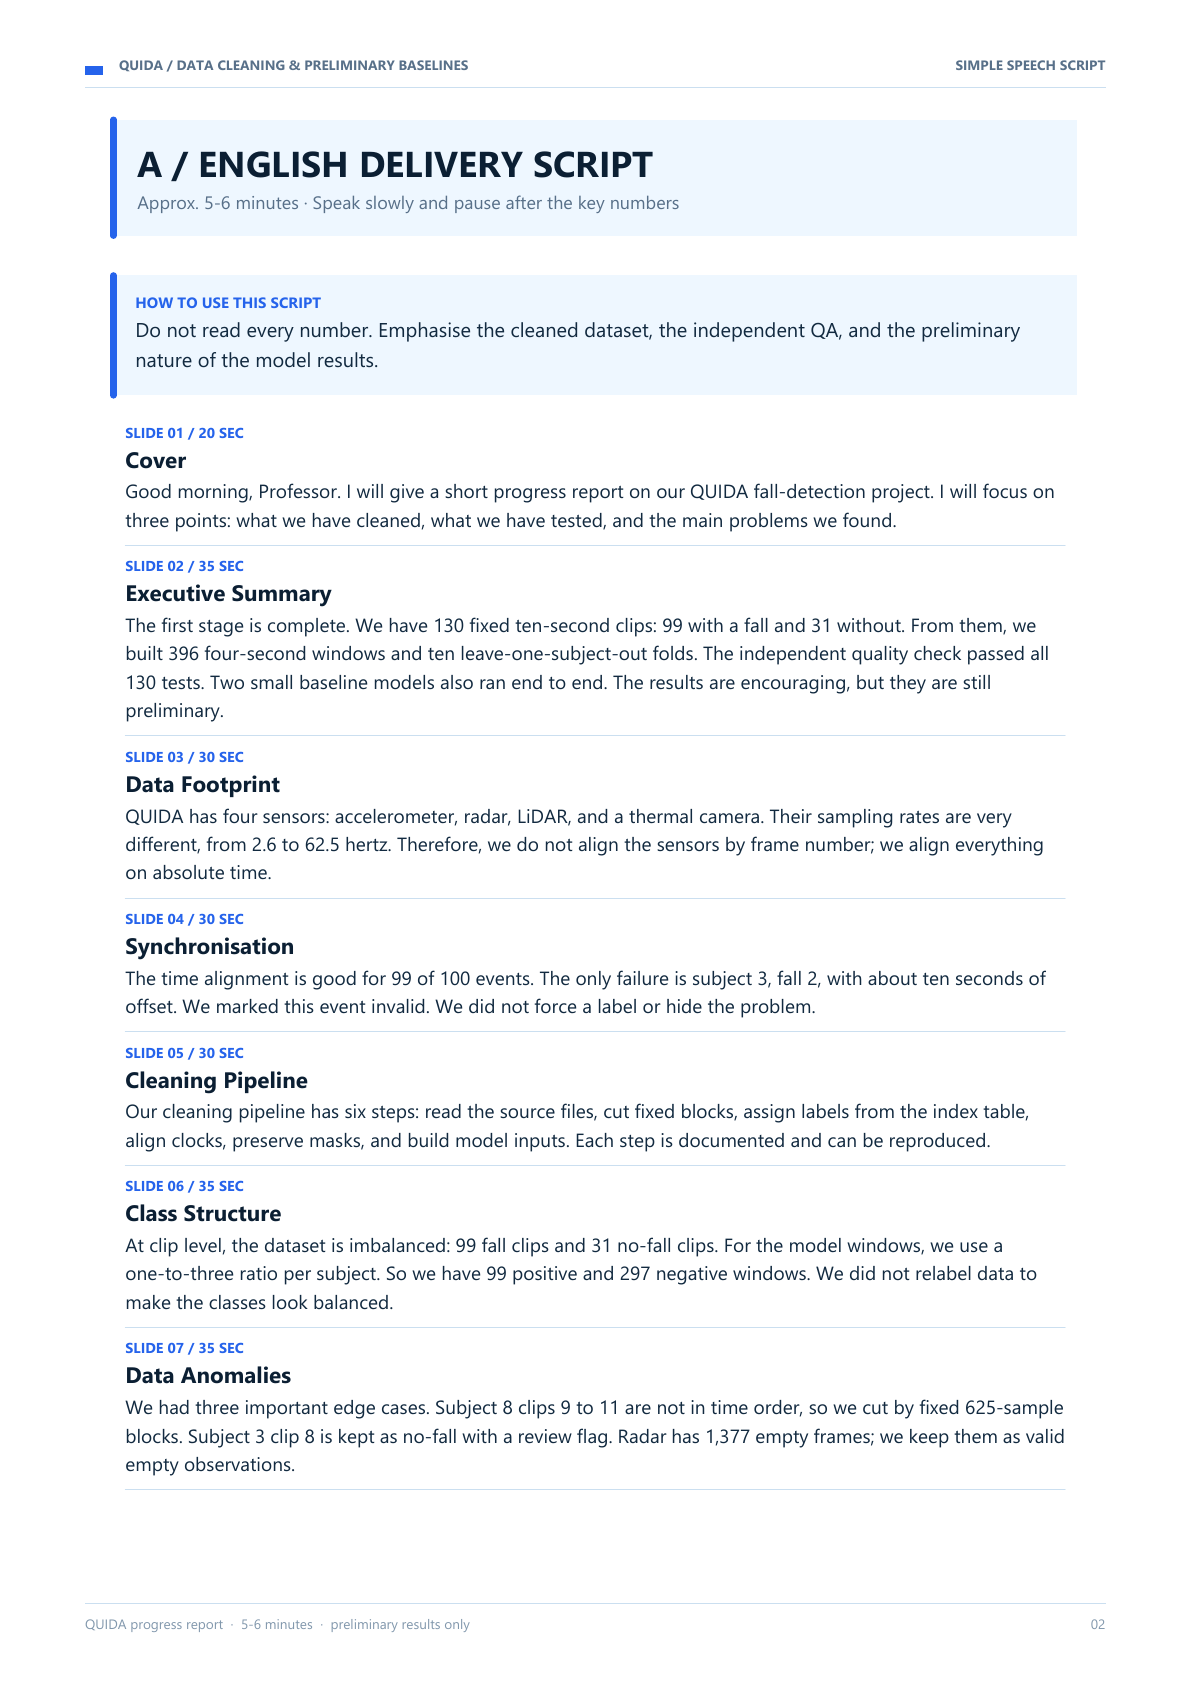 QUIDA / DATA CLEANING & PRELIMINARY BASELINES
SIMPLE SPEECH SCRIPT
A / ENGLISH DELIVERY SCRIPT
Approx. 5-6 minutes · Speak slowly and pause after the key numbers
HOW TO USE THIS SCRIPT
Do not read every number. Emphasise the cleaned dataset, the independent QA, and the preliminary
nature of the model results.
SLIDE 01 / 20 SEC
Cover
Good morning, Professor. I will give a short progress report on our QUIDA fall-detection project. I will focus on
three points: what we have cleaned, what we have tested, and the main problems we found.
SLIDE 02 / 35 SEC
Executive Summary
The first stage is complete. We have 130 fixed ten-second clips: 99 with a fall and 31 without. From them, we
built 396 four-second windows and ten leave-one-subject-out folds. The independent quality check passed all
130 tests. Two small baseline models also ran end to end. The results are encouraging, but they are still
preliminary.
SLIDE 03 / 30 SEC
Data Footprint
QUIDA has four sensors: accelerometer, radar, LiDAR, and a thermal camera. Their sampling rates are very
different, from 2.6 to 62.5 hertz. Therefore, we do not align the sensors by frame number; we align everything
on absolute time.
SLIDE 04 / 30 SEC
Synchronisation
The time alignment is good for 99 of 100 events. The only failure is subject 3, fall 2, with about ten seconds of
offset. We marked this event invalid. We did not force a label or hide the problem.
SLIDE 05 / 30 SEC
Cleaning Pipeline
Our cleaning pipeline has six steps: read the source files, cut fixed blocks, assign labels from the index table,
align clocks, preserve masks, and build model inputs. Each step is documented and can be reproduced.
SLIDE 06 / 35 SEC
Class Structure
At clip level, the dataset is imbalanced: 99 fall clips and 31 no-fall clips. For the model windows, we use a
one-to-three ratio per subject. So we have 99 positive and 297 negative windows. We did not relabel data to
make the classes look balanced.
SLIDE 07 / 35 SEC
Data Anomalies
We had three important edge cases. Subject 8 clips 9 to 11 are not in time order, so we cut by fixed 625-sample
blocks. Subject 3 clip 8 is kept as no-fall with a review flag. Radar has 1,377 empty frames; we keep them as valid
empty observations.
QUIDA progress report · 5-6 minutes · preliminary results only
02